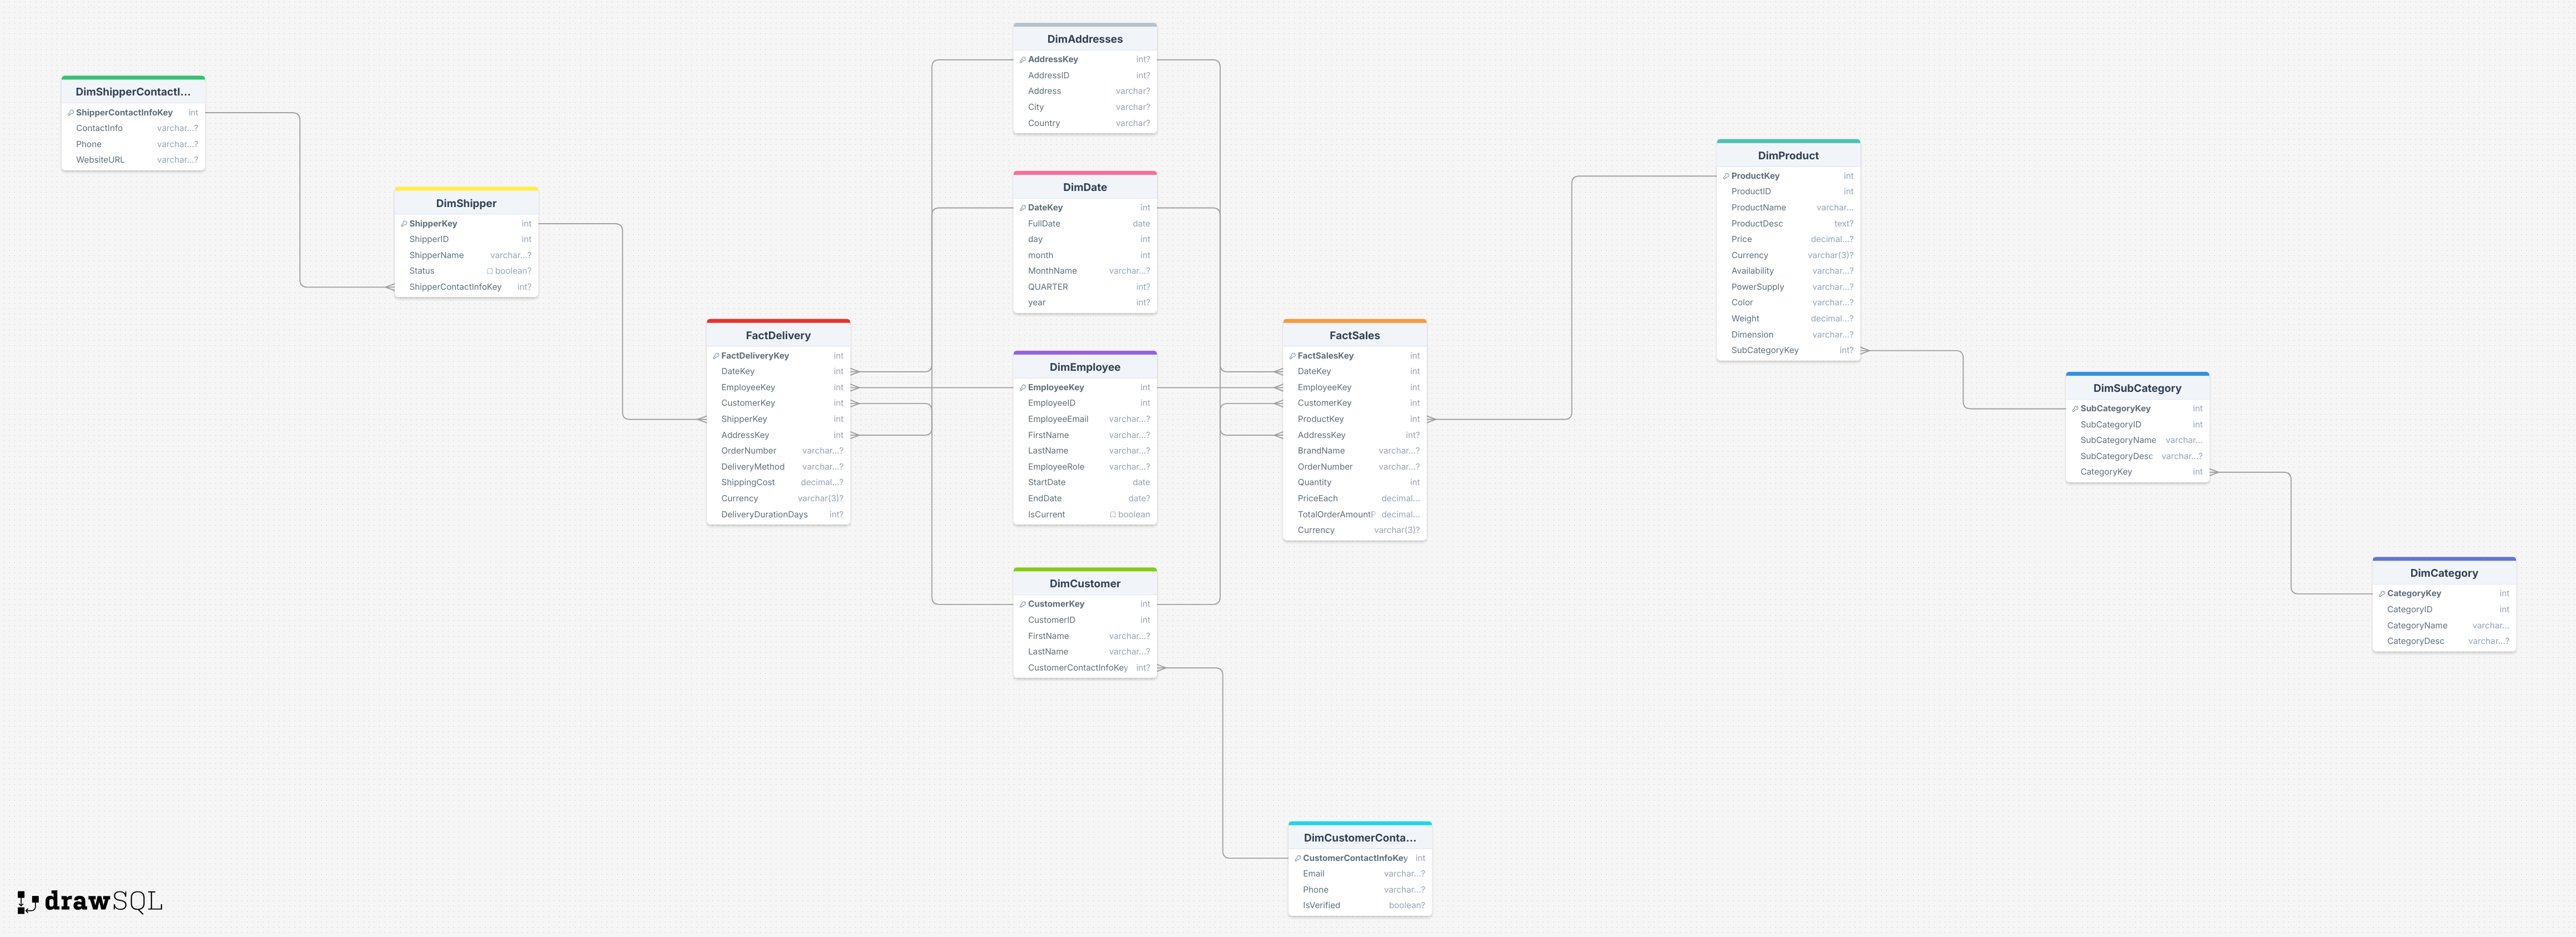 DimShipperContactI...
ShipperContactInfoKey int
ContactInfo varchar...?
Phone varchar...?
WebsiteURL varchar...?
DimShipper
ShipperKey int
ShipperID int
ShipperName varchar...?
Status boolean?
ShipperContactInfoKey int?
FactDelivery
FactDeliveryKey int
DateKey int
EmployeeKey int
CustomerKey int
ShipperKey int
AddressKey int
OrderNumber varchar...?
DeliveryMethod varchar...?
ShippingCost decimal...?
Currency varchar(3)?
DeliveryDurationDays int?
DimAddresses
AddressKey int?
AddressID int?
Address varchar?
City varchar?
Country varchar?
DimDate
DateKey int
FullDate date
day int
month int
MonthName varchar...?
QUARTER int?
year int?
DimEmployee
EmployeeKey int
EmployeeID int
EmployeeEmail varchar...?
FirstName varchar...?
LastName varchar...?
EmployeeRole varchar...?
StartDate date
EndDate date?
IsCurrent boolean
DimCustomer
CustomerKey int
CustomerID int
FirstName varchar...?
LastName varchar...?
CustomerContactInfoKey int?
FactSales
FactSalesKey int
DateKey int
EmployeeKey int
CustomerKey int
ProductKey int
AddressKey int?
BrandName varchar...?
OrderNumber varchar...?
Quantity int
PriceEach decimal...
TotalOrderAmountP decimal...
Currency varchar(3)?
DimCustomerConta...
CustomerContactInfoKey int
Email varchar...?
Phone varchar...?
IsVerified boolean?
DimProduct
ProductKey int
ProductID int
ProductName varchar...
ProductDesc text?
Price decimal...?
Currency varchar(3)?
Availability varchar...?
PowerSupply varchar...?
Color varchar...?
Weight decimal...?
Dimension varchar...?
SubCategoryKey int?
DimSubCategory
SubCategoryKey int
SubCategoryID int
SubCategoryName varchar...
SubCategoryDesc varchar...?
CategoryKey int
DimCategory
CategoryKey int
CategoryID int
CategoryName varchar...
CategoryDesc varchar...?
drawSQL